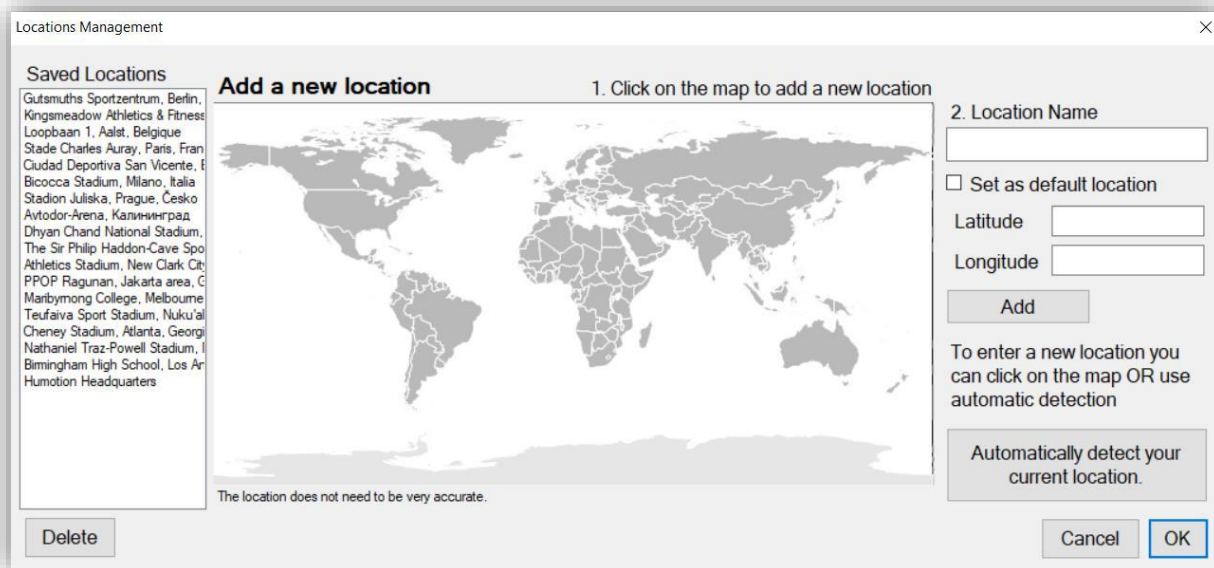 Locations Management
Saved Locations
Gutsmuths Sportzentrum, Berlin,
Kingsmeadow Athletics & Fitness
Loopbaan 1, Aalst, Belgique
Stade Charles Auray, Paris, Fran
Ciudad Deportiva San Vicente, E
Bicocca Stadium, Milano, Italia
Stadion Juliska, Prague, Česko
Avtodor-Arena, Калининград
Dhyan Chand National Stadium,
The Sir Philip Haddon-Cave Spo
Athletics Stadium, New Clark City
PPOP Ragunan, Jakarta area, G
Maribyrnong College, Melbourne
Teufaiva Sport Stadium, Nuku'al
Cheney Stadium, Atlanta, Georgi
Nathaniel Traz-Powell Stadium,
Birmingham High School, Los An
Humotion Headquarters
Delete
Add a new location
1. Click on the map to add a new location
The location does not need to be very accurate.
2. Location Name
Set as default location
Latitude
Longitude
Add
To enter a new location you
can click on the map OR use
automatic detection
Automatically detect your
current location.
Cancel
OK